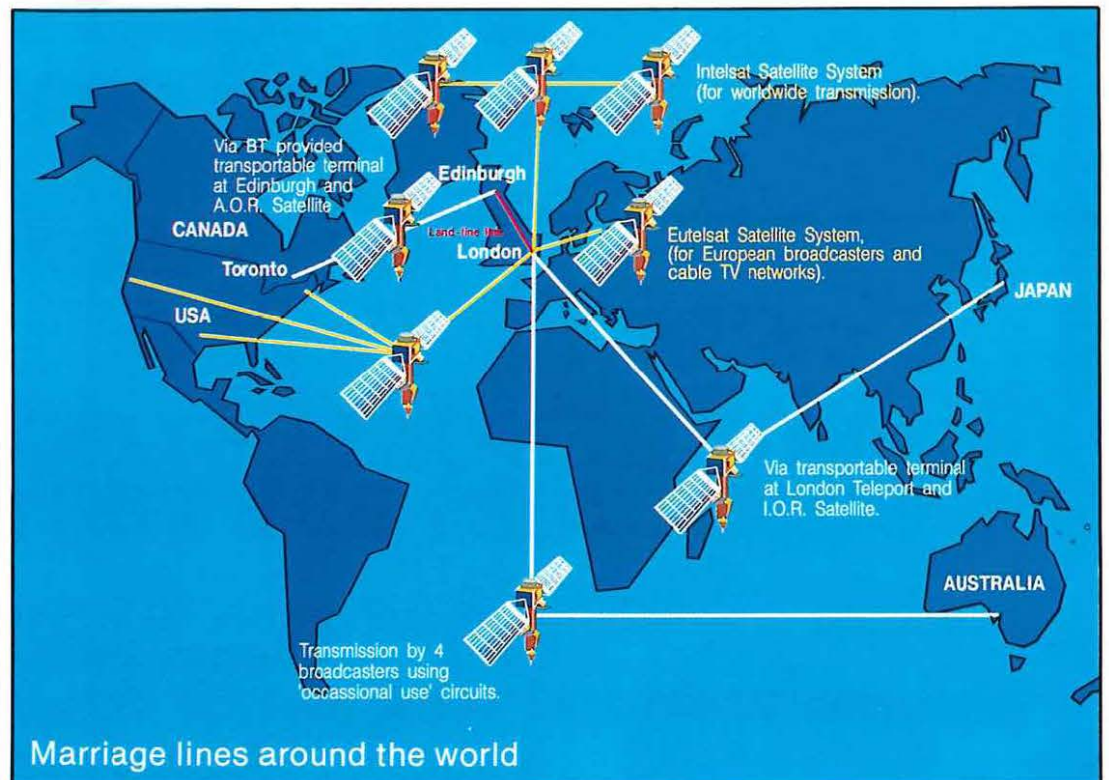 Intelsat Satellite System
(for worldwide transmission).
Via BT provided
transportable terminal
at Edinburgh and
A.O.R. Satellite
Edinburgh
CANADA
Land-line link
London
Eutelsat Satellite System,
(for European broadcasters and
cable TV networks).
Toronto
USA
JAPAN
Via transportable terminal
at London Teleport and
I.O.R. Satellite.
AUSTRALIA
Transmission by 4
broadcasters using
'occassional use' circuits.
Marriage lines around the world